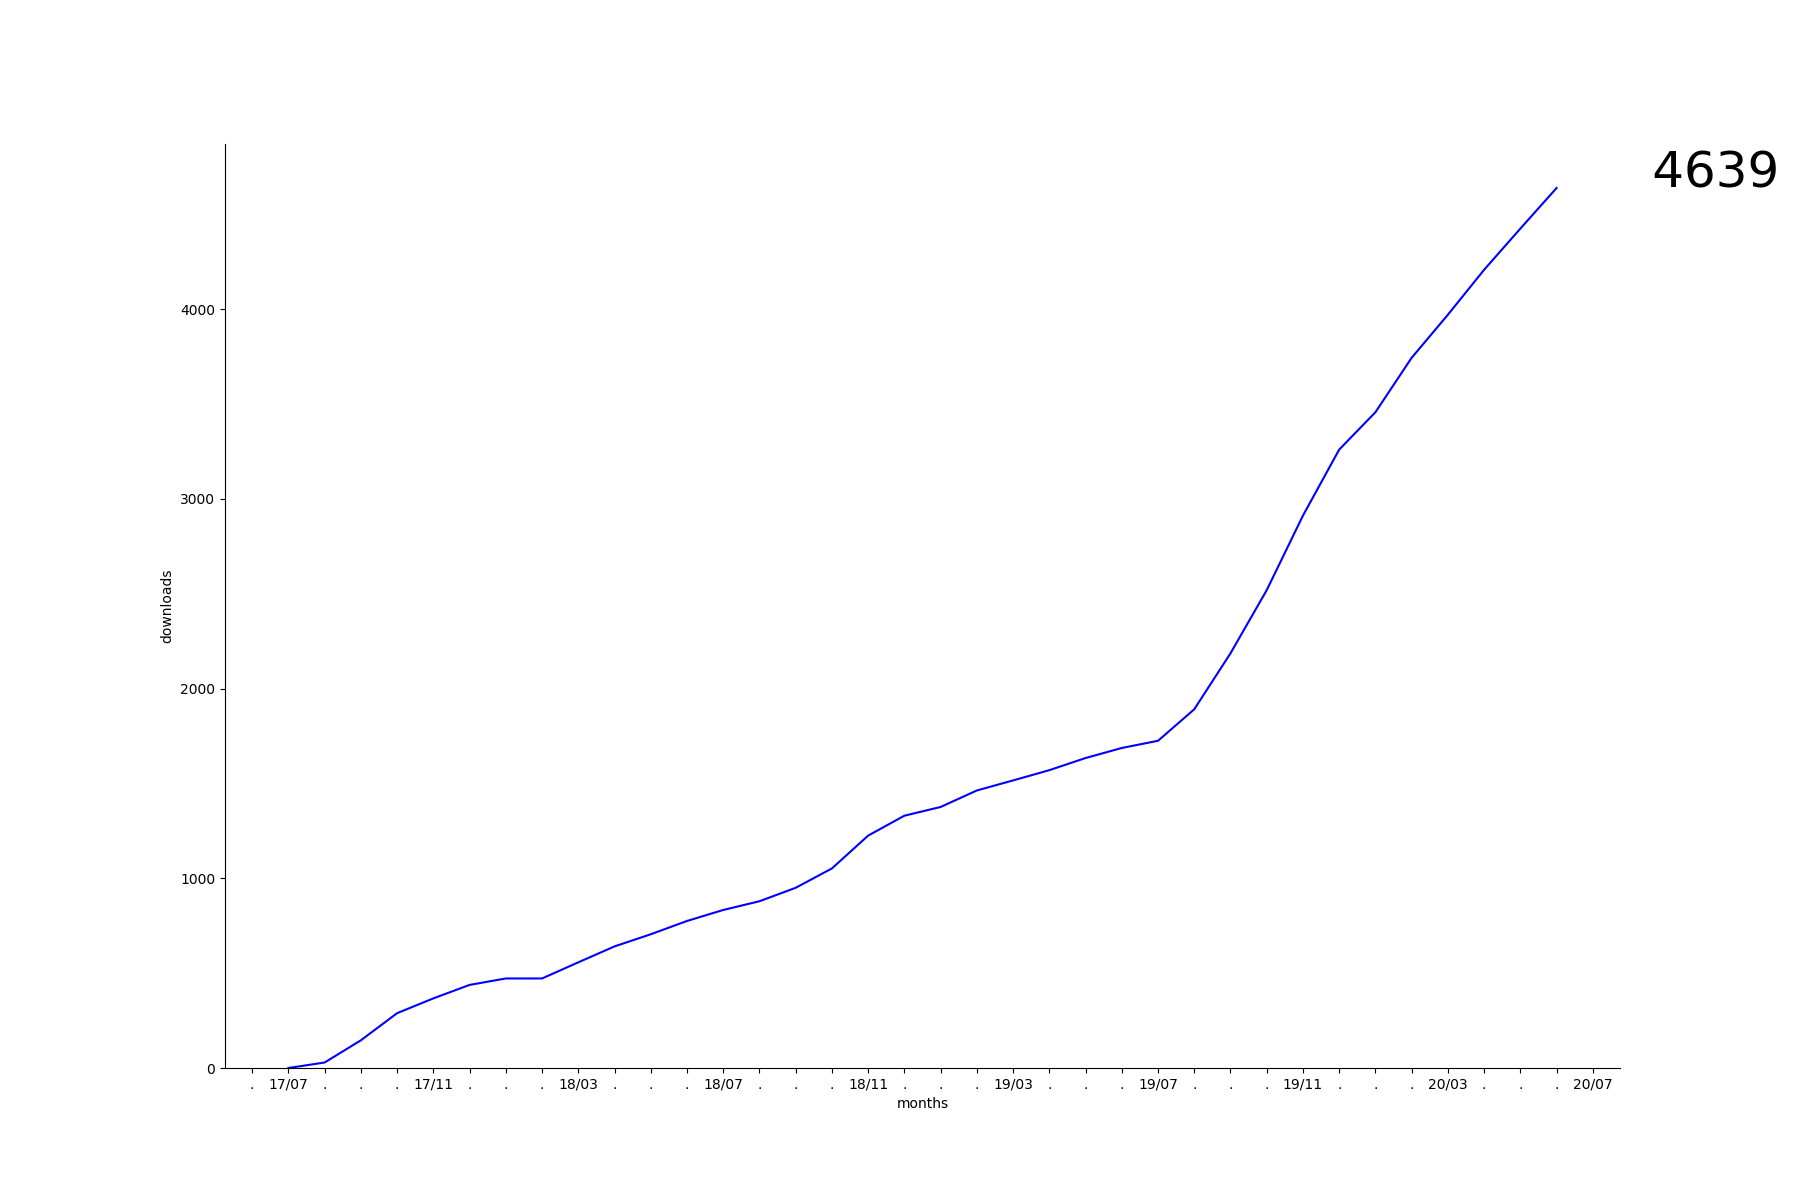 4639
4000
3000
2000
1000
0
downloads
. 17/07 . . . 17/11 . . . 18/03 . . . 18/07 . . . 18/11 . . . 19/03 . . . 19/07 . . . 19/11 . . . 20/03 . . . 20/07
months